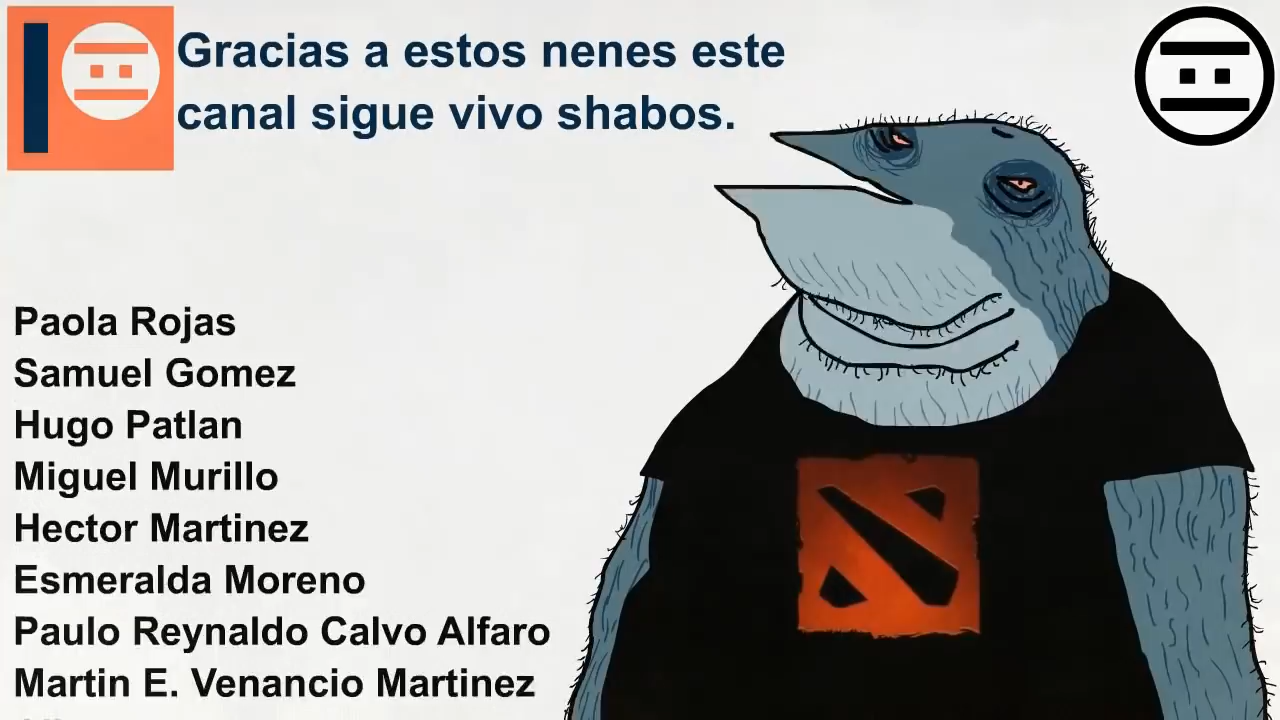 Gracias a estos nenes este
canal sigue vivo shabos.
Paola Rojas
Samuel Gomez
Hugo Patlan
Miguel Murillo
Hector Martinez
Esmeralda Moreno
Paulo Reynaldo Calvo Alfaro
Martin E. Venancio Martinez